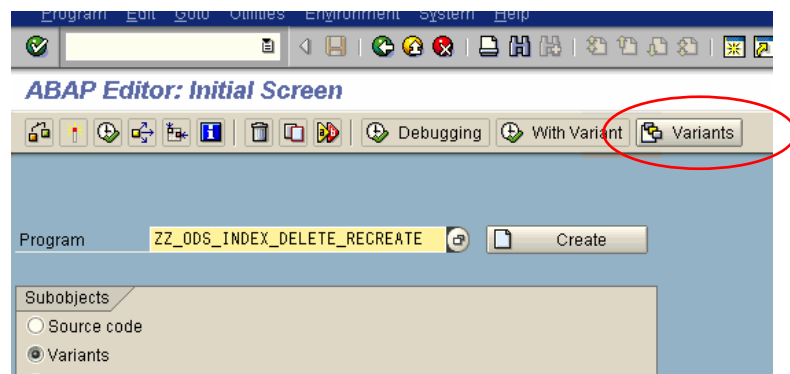 Program Edit Goto Utilities Environment System Help
ABAP Editor: Initial Screen
Debugging With Variant Variants
Program ZZ_ODS_INDEX_DELETE_RECREATE Create
Subobjects
Source code
Variants